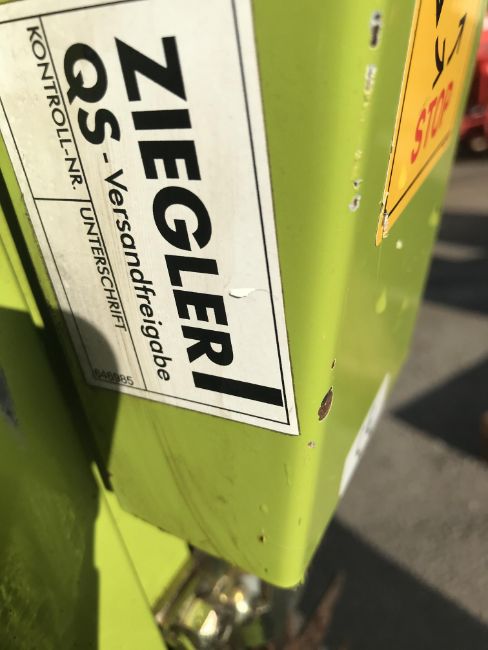 ZIEGLER
QS - Versandfreigabe
KONTROLL-NR.
UNTERSCHRIFT
646985
STOP